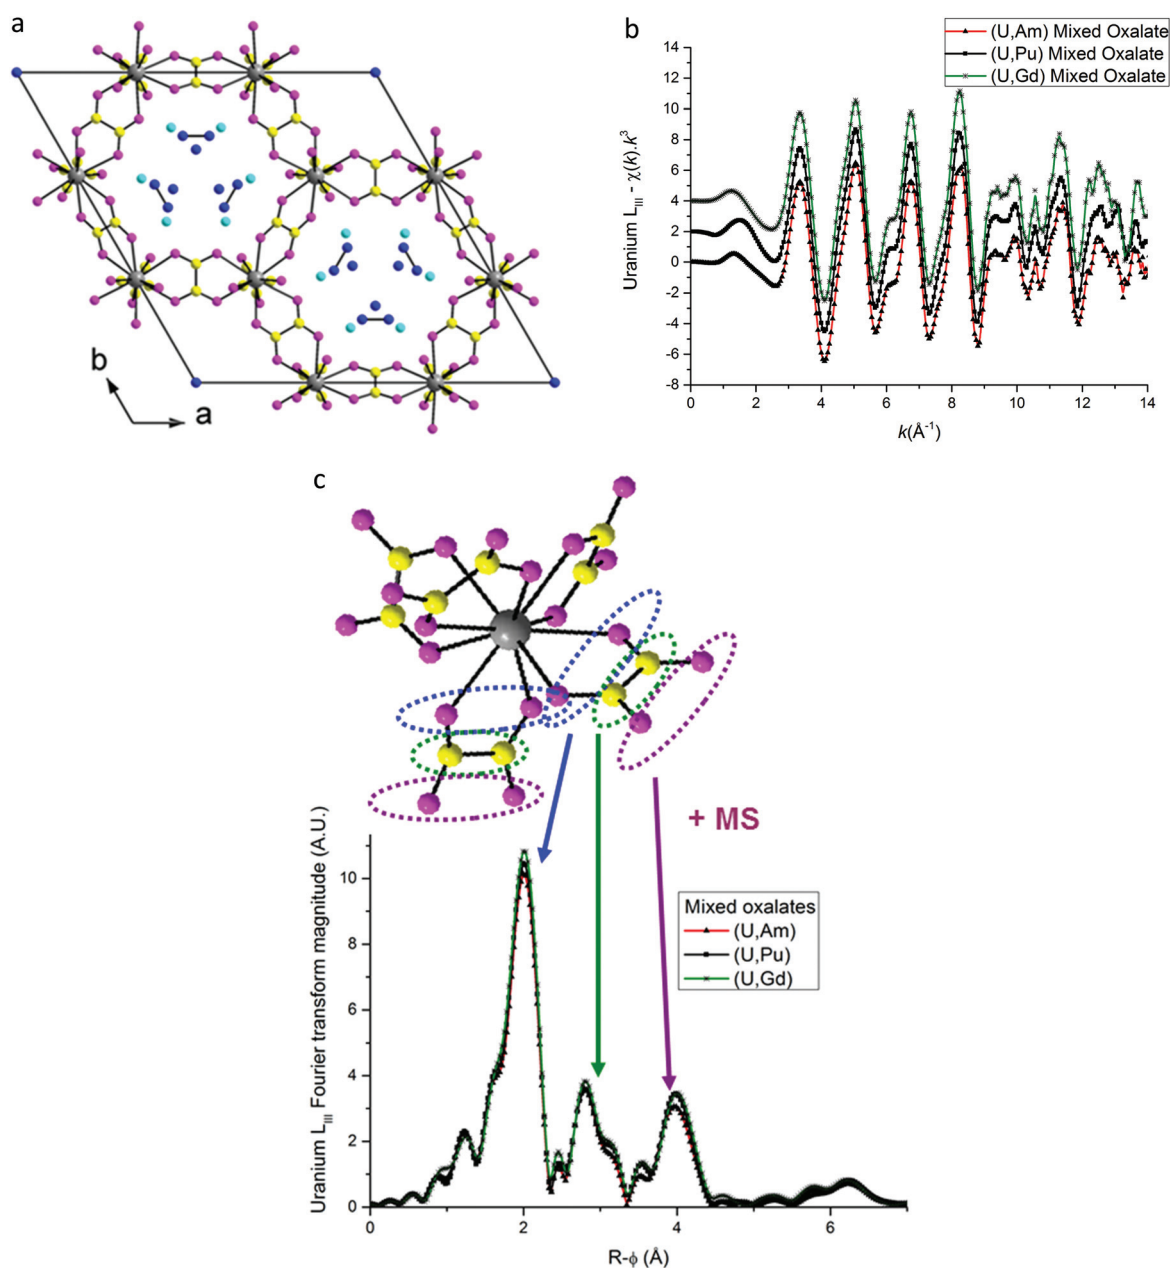 a
b
a
b
(U,Am) Mixed Oxalate
(U,Pu) Mixed Oxalate
(U,Gd) Mixed Oxalate
Uranium L_III - χ(k).k³
14
12
10
8
6
4
2
0
-2
-4
-6
-8
0 2 4 6 8 10 12 14
k(Å⁻¹)
c
+ MS
Uranium L_III Fourier transform magnitude (A.U.)
10
8
6
4
2
0
Mixed oxalates
(U,Am)
(U,Pu)
(U,Gd)
0 2 4 6
R-ϕ (Å)